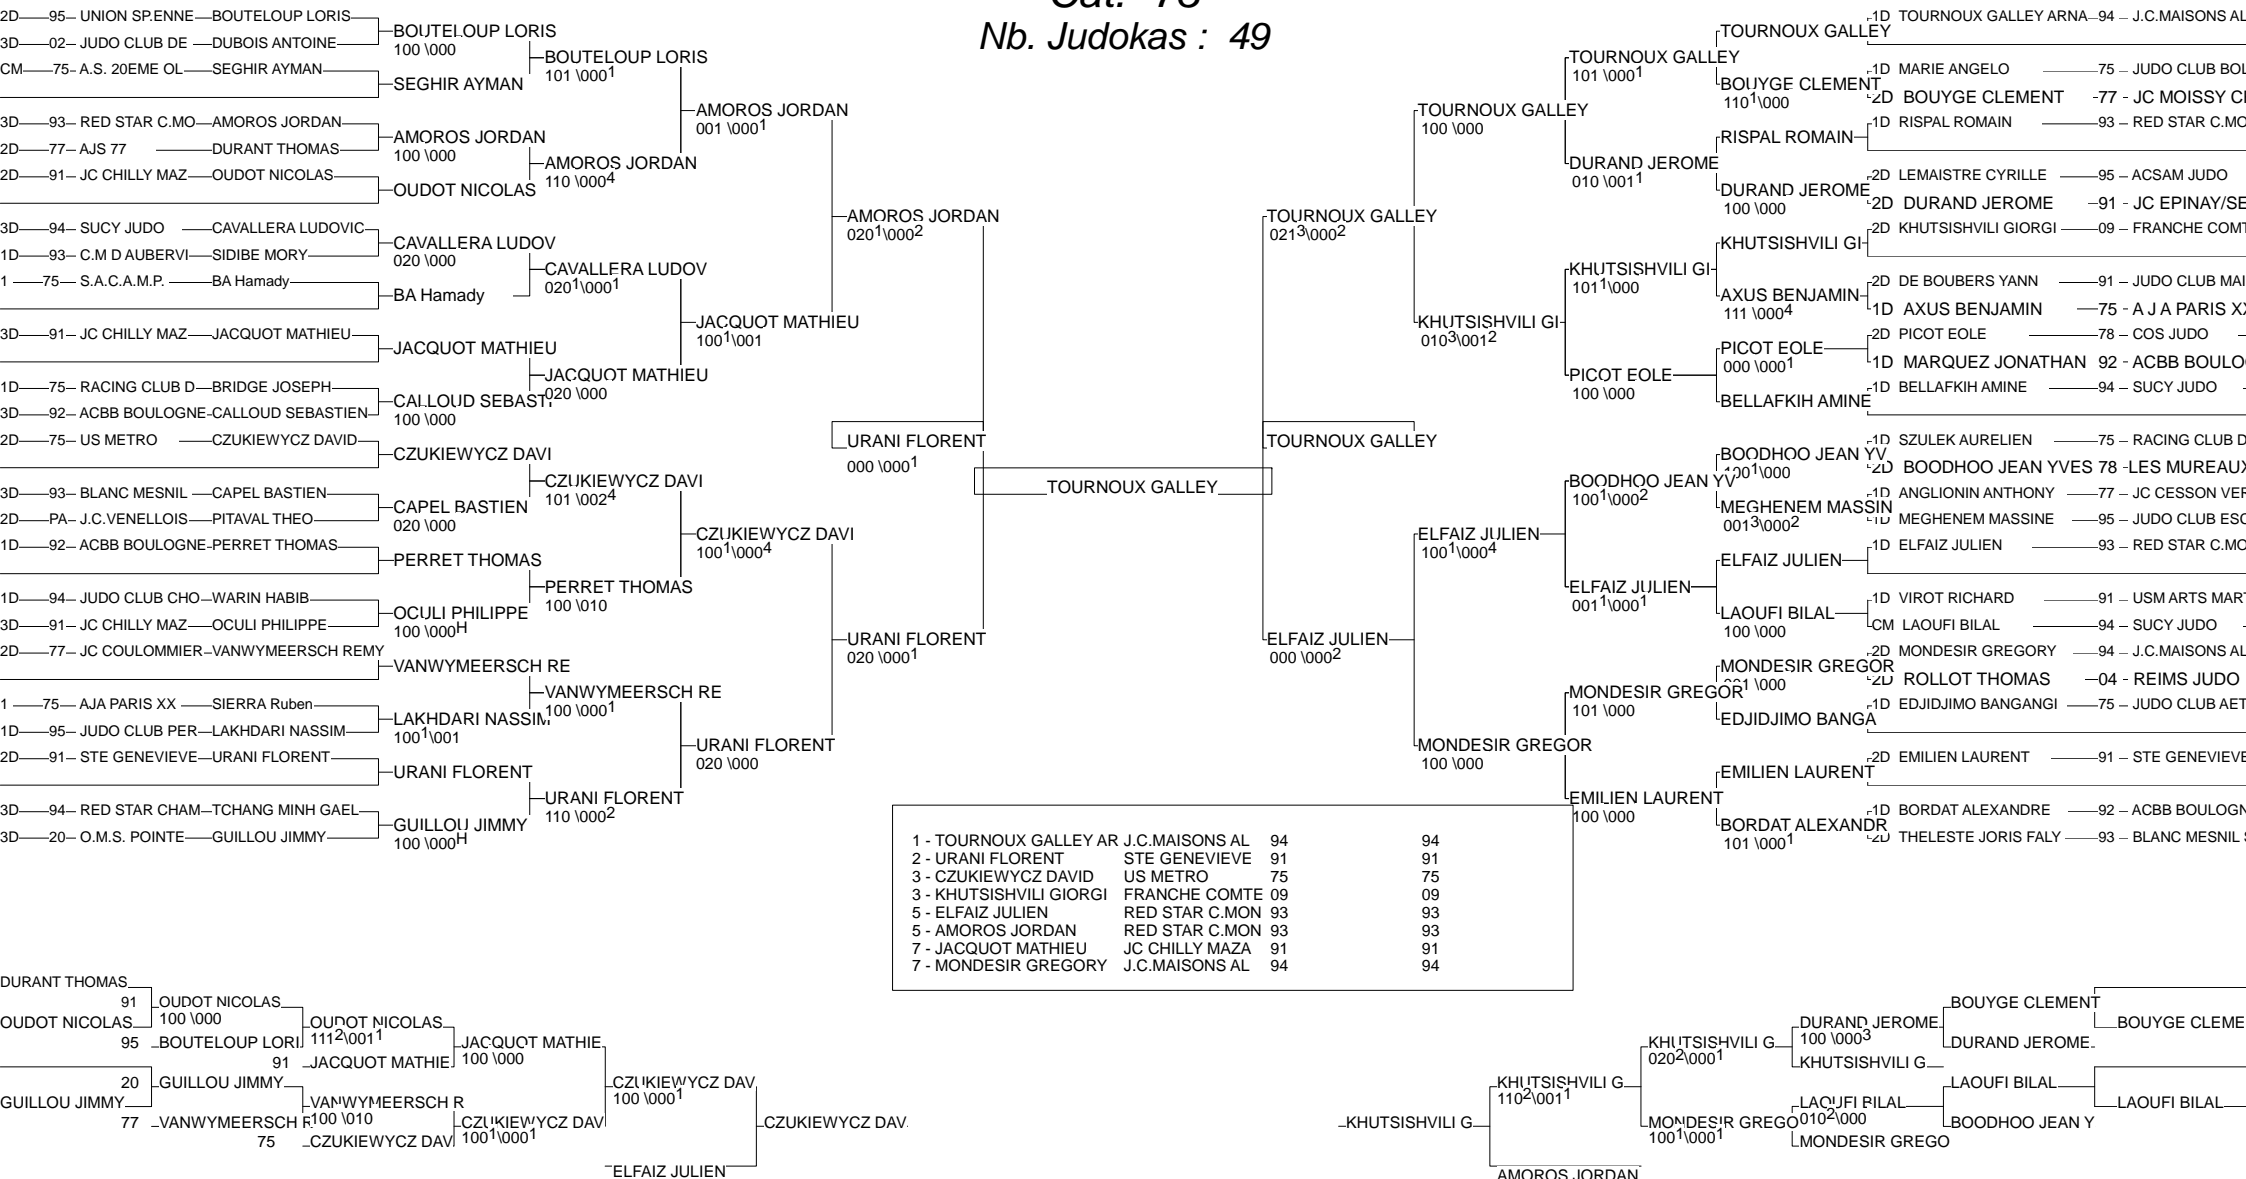 Nb. Judokas : 49
2D 95 UNION SP.ENNE BOUTELOUP LORIS
3D 02 JUDO CLUB DE DUBOIS ANTOINE
CM 75 A.S. 20EME OL SEGHIR AYMAN
3D 93 RED STAR C.MO AMOROS JORDAN
2D 77 AJS 77 DURANT THOMAS
2D 91 JC CHILLY MAZ OUDOT NICOLAS
3D 94 SUCY JUDO CAVALLERA LUDOVIC
1D 93 C.M D AUBERVI SIDIBE MORY
1 75 S.A.C.A.M.P. BA Hamady
3D 91 JC CHILLY MAZ JACQUOT MATHIEU
1D 75 RACING CLUB D BRIDGE JOSEPH
3D 92 ACBB BOULOGNE CALLOUD SEBASTIEN
2D 75 US METRO CZUKIEWYCZ DAVID
3D 93 BLANC MESNIL CAPEL BASTIEN
2D PA J.C.VENELLOIS PITAVAL THEO
1D 92 ACBB BOULOGNE PERRET THOMAS
1D 94 JUDO CLUB CHO WARIN HABIB
3D 91 JC CHILLY MAZ OCULI PHILIPPE
2D 77 JC COULOMMIER VANWYMEERSCH REMY
1 75 AJA PARIS XX SIERRA Ruben
1D 95 JUDO CLUB PER LAKHDARI NASSIM
2D 91 STE GENEVIEVE URANI FLORENT
3D 94 RED STAR CHAM TCHANG MINH GAEL
3D 20 O.M.S. POINTE GUILLOU JIMMY
BOUTELOUP LORIS
100 \000
SEGHIR AYMAN
AMOROS JORDAN
100 \000
OUDOT NICOLAS
CAVALLERA LUDOV
020 \000
BA Hamady
JACQUOT MATHIEU
CALLOUD SEBASTI
100 \000
CZUKIEWYCZ DAVI
CAPEL BASTIEN
020 \000
PERRET THOMAS
OCULI PHILIPPE
100 \000H
VANWYMEERSCH RE
LAKHDARI NASSIM
1001\001
URANI FLORENT
GUILLOU JIMMY
100 \000H
BOUTELOUP LORIS
101 \0001
AMOROS JORDAN
110 \0004
CAVALLERA LUDOV
0201\0001
JACQUOT MATHIEU
020 \000
CZUKIEWYCZ DAVI
101 \0024
PERRET THOMAS
100 \010
VANWYMEERSCH RE
100 \0001
URANI FLORENT
110 \0002
AMOROS JORDAN
001 \0001
JACQUOT MATHIEU
1001\001
CZUKIEWYCZ DAVI
1001\0004
URANI FLORENT
020 \000
AMOROS JORDAN
0201\0002
URANI FLORENT
020 \0001
URANI FLORENT
000 \0001
TOURNOUX GALLEY
TOURNOUX GALLEY
TOURNOUX GALLEY
0213\0002
ELFAIZ JULIEN
000 \0002
TOURNOUX GALLEY
100 \000
KHUTSISHVILI GI
0103\0012
ELFAIZ JULIEN
1001\0004
MONDESIR GREGOR
100 \000
TOURNOUX GALLEY
101 \0001
DURAND JEROME
010 \0011
KHUTSISHVILI GI
1011\000
PICOT EOLE
100 \000
BOODHOO JEAN YV
1001\0002
ELFAIZ JULIEN
0011\0001
MONDESIR GREGOR
101 \000
EMILIEN LAURENT
100 \000
TOURNOUX GALLEY
BOUYGE CLEMENT
1101\000
RISPAL ROMAIN
DURAND JEROME
100 \000
KHUTSISHVILI GI
AXUS BENJAMIN
111 \0004
PICOT EOLE
000 \0001
BELLAFKIH AMINE
BOODHOO JEAN YV
1001\000
MEGHENEM MASSIN
0013\0002
ELFAIZ JULIEN
LAOUFI BILAL
100 \000
MONDESIR GREGOR
001 \000
EDJIDJIMO BANGA
EMILIEN LAURENT
BORDAT ALEXANDR
101 \0001
1D TOURNOUX GALLEY ARNA 94 J.C.MAISONS AL
1D MARIE ANGELO 75 JUDO CLUB BOL
2D BOUYGE CLEMENT 77 JC MOISSY C
1D RISPAL ROMAIN 93 RED STAR C.MO
2D LEMAISTRE CYRILLE 95 ACSAM JUDO
2D DURAND JEROME 91 JC EPINAY/SE
2D KHUTSISHVILI GIORGI 09 FRANCHE COMT
2D DE BOUBERS YANN 91 JUDO CLUB MAI
1D AXUS BENJAMIN 75 A J A PARIS X
2D PICOT EOLE 78 COS JUDO
1D MARQUEZ JONATHAN 92 ACBB BOULO
1D BELLAFKIH AMINE 94 SUCY JUDO
1D SZULEK AURELIEN 75 RACING CLUB D
2D BOODHOO JEAN YVES 78 LES MUREAUX
1D ANGLIONIN ANTHONY 77 JC CESSON VER
1D MEGHENEM MASSINE 95 JUDO CLUB ESC
1D ELFAIZ JULIEN 93 RED STAR C.MO
1D VIROT RICHARD 91 USM ARTS MAR
CM LAOUFI BILAL 94 SUCY JUDO
2D MONDESIR GREGORY 94 J.C.MAISONS AL
2D ROLLOT THOMAS 04 REIMS JUDO
1D EDJIDJIMO BANGANGI 75 JUDO CLUB AET
2D EMILIEN LAURENT 91 STE GENEVIEVE
1D BORDAT ALEXANDRE 92 ACBB BOULOGN
2D THELESTE JORIS FALY 93 BLANC MESNIL
1 - TOURNOUX GALLEY AR J.C.MAISONS AL 94 94
2 - URANI FLORENT STE GENEVIEVE 91 91
3 - CZUKIEWYCZ DAVID US METRO 75 75
3 - KHUTSISHVILI GIORGI FRANCHE COMTE 09 09
5 - ELFAIZ JULIEN RED STAR C.MON 93 93
5 - AMOROS JORDAN RED STAR C.MON 93 93
7 - JACQUOT MATHIEU JC CHILLY MAZA 91 91
7 - MONDESIR GREGORY J.C.MAISONS AL 94 94
DURANT THOMAS
91
OUDOT NICOLAS
95
20
GUILLOU JIMMY
77
OUDOT NICOLAS
100 \000
BOUTELOUP LORI
91
GUILLOU JIMMY
VANWYMEERSCH R
75
OUDOT NICOLAS
1112\0011
JACQUOT MATHIE
VANWYMEERSCH R
100 \010
CZUKIEWYCZ DAV
JACQUOT MATHIE
100 \000
CZUKIEWYCZ DAV
1001\0001
CZUKIEWYCZ DAV
100 \0001
ELFAIZ JULIEN
CZUKIEWYCZ DAV
KHUTSISHVILI G
KHUTSISHVILI G
1102\0011
AMOROS JORDAN
KHUTSISHVILI G
0202\0001
MONDESIR GREGO
1001\0001
DURAND JEROME
100 \0003
KHUTSISHVILI G
LAOUFI BILAL
0102\000
MONDESIR GREGO
BOUYGE CLEMENT
DURAND JEROME
LAOUFI BILAL
BOODHOO JEAN Y
BOUYGE CLEME
LAOUFI BILAL